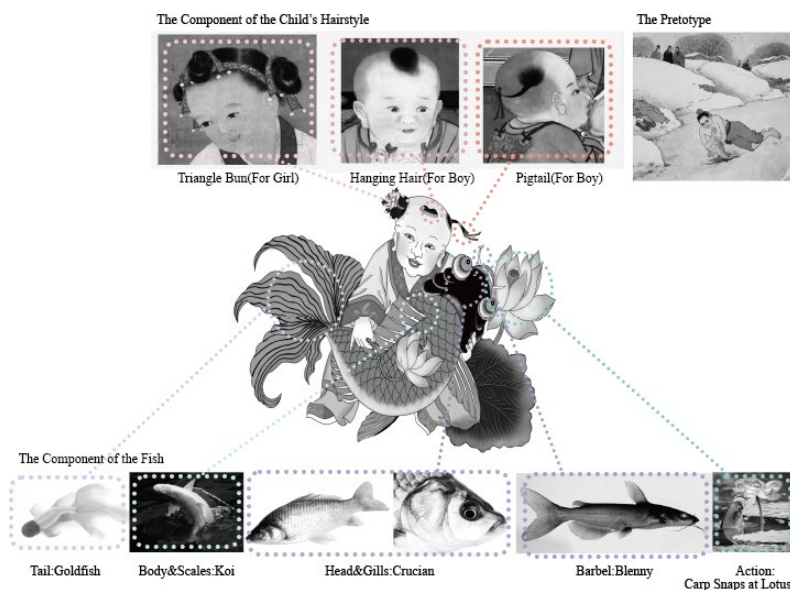 The Component of the Child's Hairstyle
The Pretotype
Triangle Bun(For Girl)
Hanging Hair(For Boy)
Pigtail(For Boy)
The Component of the Fish
Tail:Goldfish
Body&Scales:Koi
Head&Gills:Crucian
Barbel:Blenny
Action:
Carp Snaps at Lotus